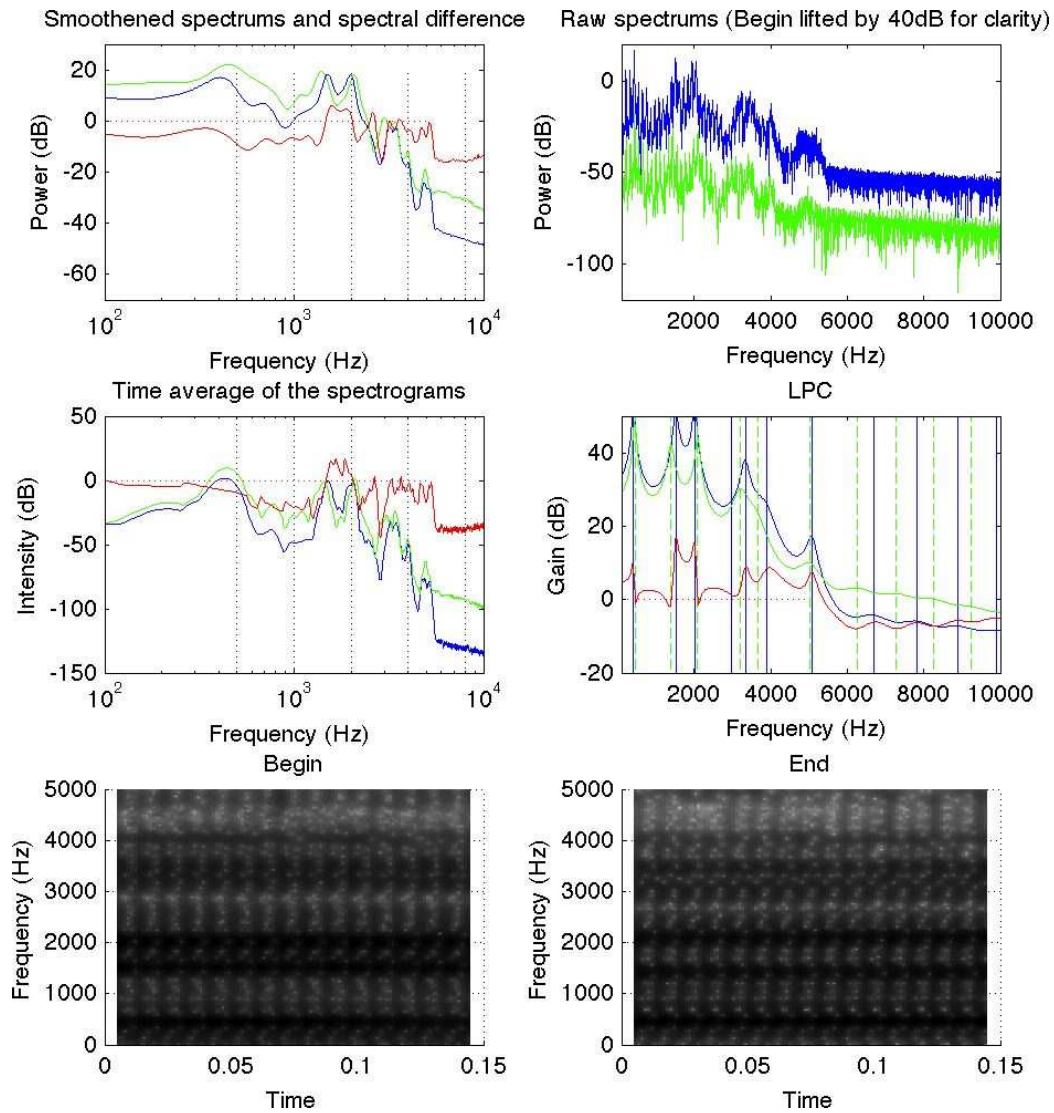 Smoothened spectrums and spectral difference
Power (dB)
20
0
-20
-40
-60
10^2
10^3
10^4
Frequency (Hz)
Raw spectrums (Begin lifted by 40dB for clarity)
Power (dB)
0
-50
-100
2000
4000
6000
8000
10000
Frequency (Hz)
Time average of the spectrograms
Intensity (dB)
50
0
-50
-100
-150
10^2
10^3
10^4
Frequency (Hz)
LPC
Gain (dB)
40
20
0
-20
2000
4000
6000
8000
10000
Frequency (Hz)
Begin
Frequency (Hz)
5000
4000
3000
2000
1000
0
0
0.05
0.1
0.15
Time
End
Frequency (Hz)
5000
4000
3000
2000
1000
0
0
0.05
0.1
0.15
Time